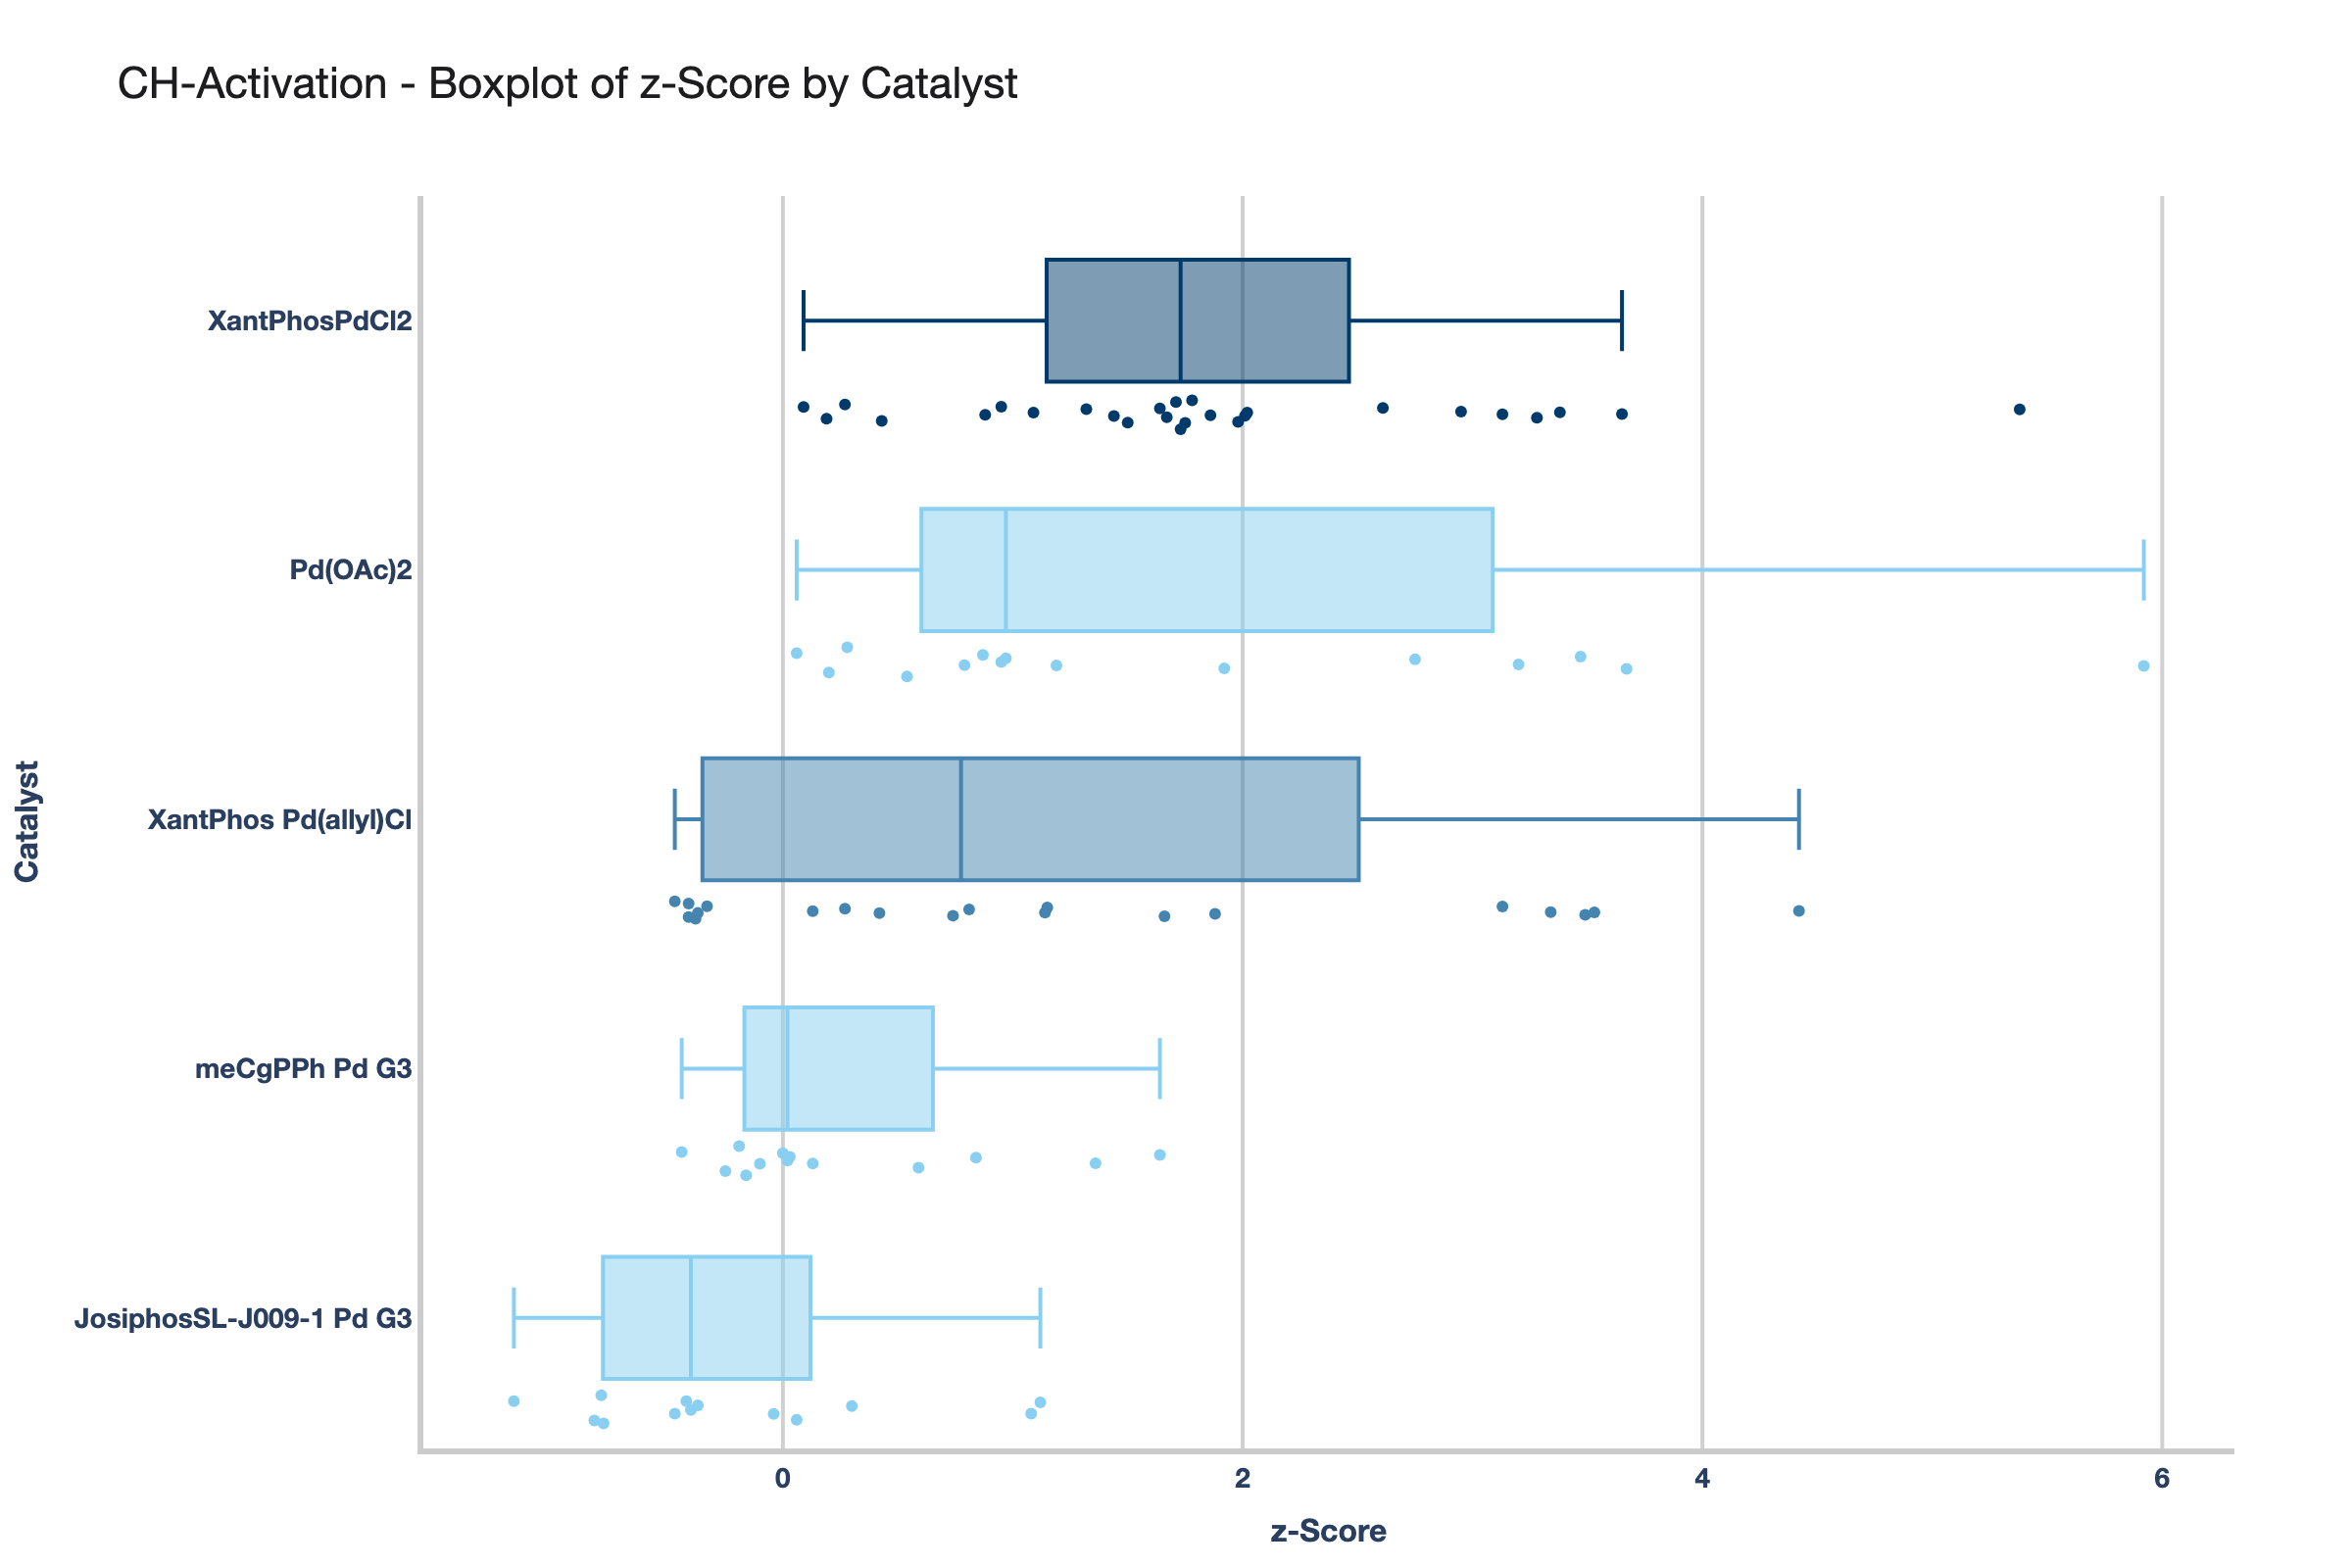 CH-Activation - Boxplot of z-Score by Catalyst
XantPhosPdCl2
Pd(OAc)2
XantPhos Pd(allyl)Cl
meCgPPh Pd G3
JosiphosSL-J009-1 Pd G3
Catalyst
0 2 4 6
z-Score